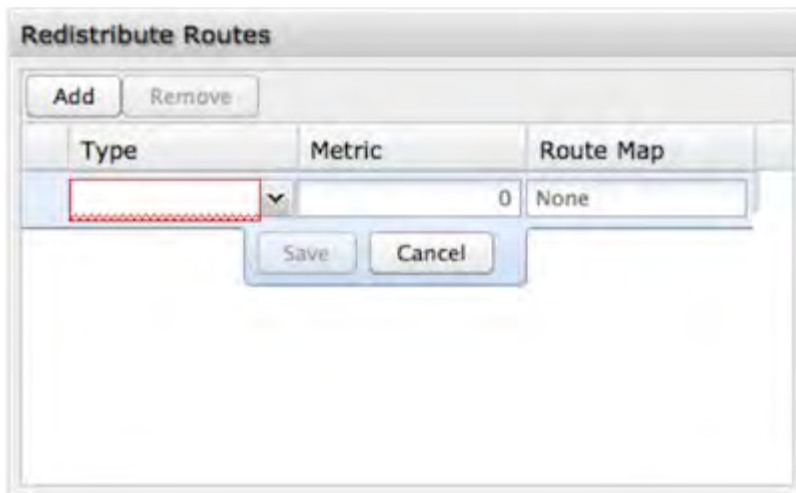 Redistribute Routes
Add Remove
Type Metric Route Map
0 None
Save Cancel